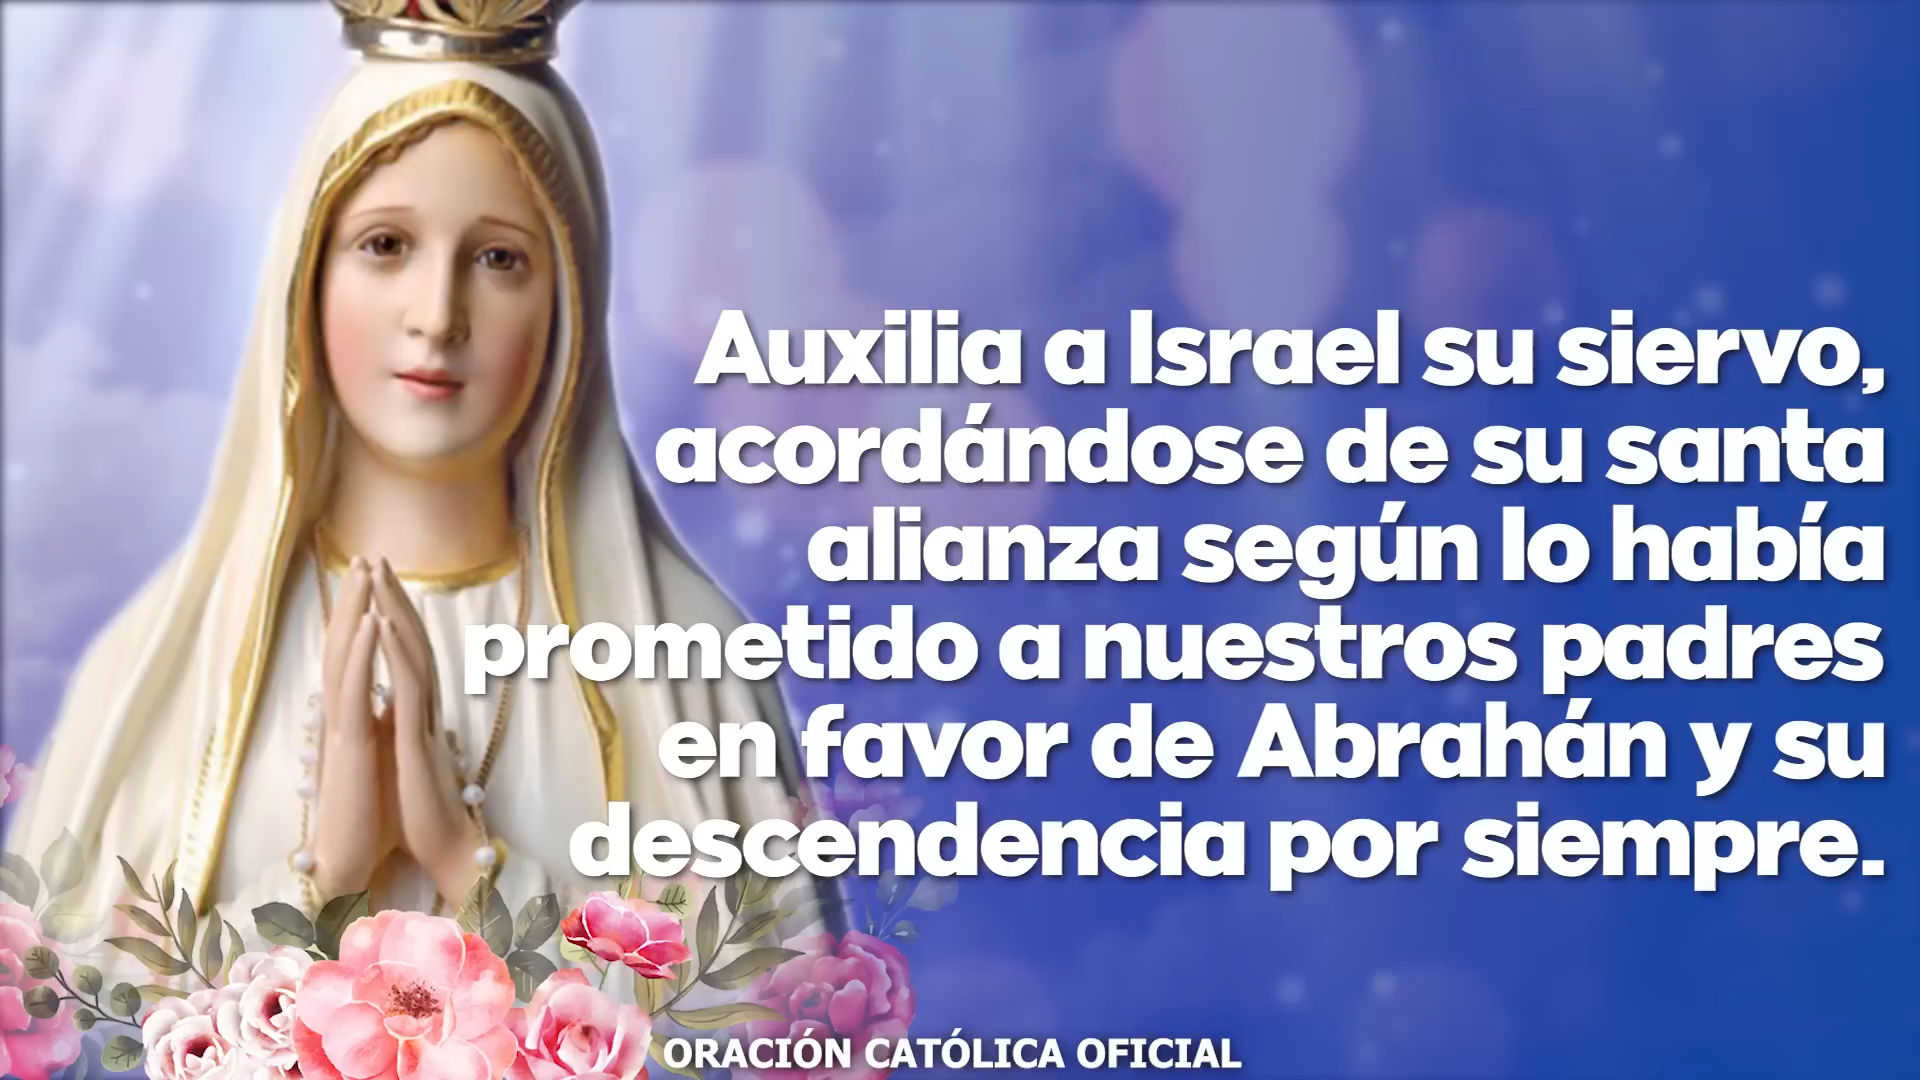 Auxilia a Israel su siervo,
acordándose de su santa
alianza según lo había
prometido a nuestros padres
en favor de Abrahán y su
descendencia por siempre.
ORACIÓN CATÓLICA OFICIAL